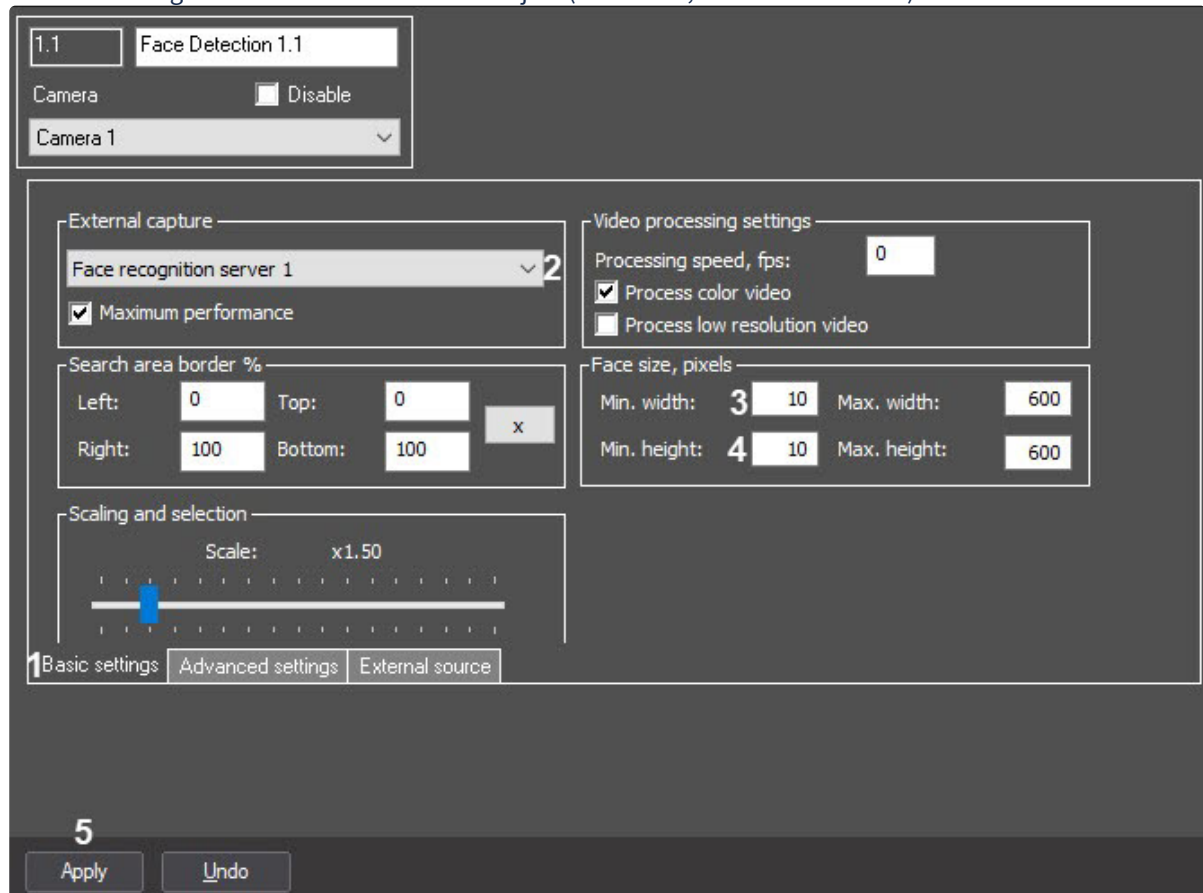 1.1 Face Detection 1.1
Camera Disable
Camera 1
External capture
Face recognition server 1 2
Maximum performance
Video processing settings
Processing speed, fps: 0
Process color video
Process low resolution video
Search area border %
Left: 0 Top: 0
x
Right: 100 Bottom: 100
Face size, pixels
Min. width: 3 10 Max. width: 600
Min. height: 4 10 Max. height: 600
Scaling and selection
Scale: x1.50
1 Basic settings Advanced settings External source
5
Apply Undo